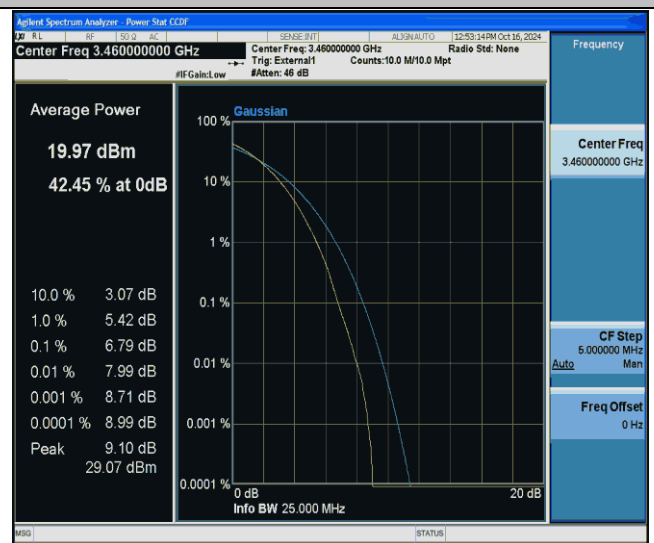 Agilent Spectrum Analyzer - Power Stat CCDF
RL RF 50 Ω AC SENSE:INT ALIGNAUTO 12:53:14 PM Oct 16, 2024
Center Freq 3.460000000 GHz
Center Freq: 3.460000000 GHz Radio Std: None
Trig: External1 Counts:10.0 M/10.0 Mpt
#IFGain:Low #Atten: 46 dB
Frequency
Average Power
19.97 dBm
42.45 % at 0dB
10.0 % 3.07 dB
1.0 % 5.42 dB
0.1 % 6.79 dB
0.01 % 7.99 dB
0.001 % 8.71 dB
0.0001 % 8.99 dB
Peak 9.10 dB
29.07 dBm
Gaussian
100 %
10 %
1 %
0.1 %
0.01 %
0.001 %
0.0001 %
0 dB 20 dB
Info BW 25.000 MHz
Center Freq
3.460000000 GHz
CF Step
5.000000 MHz
Auto Man
Freq Offset
0 Hz
MSG STATUS